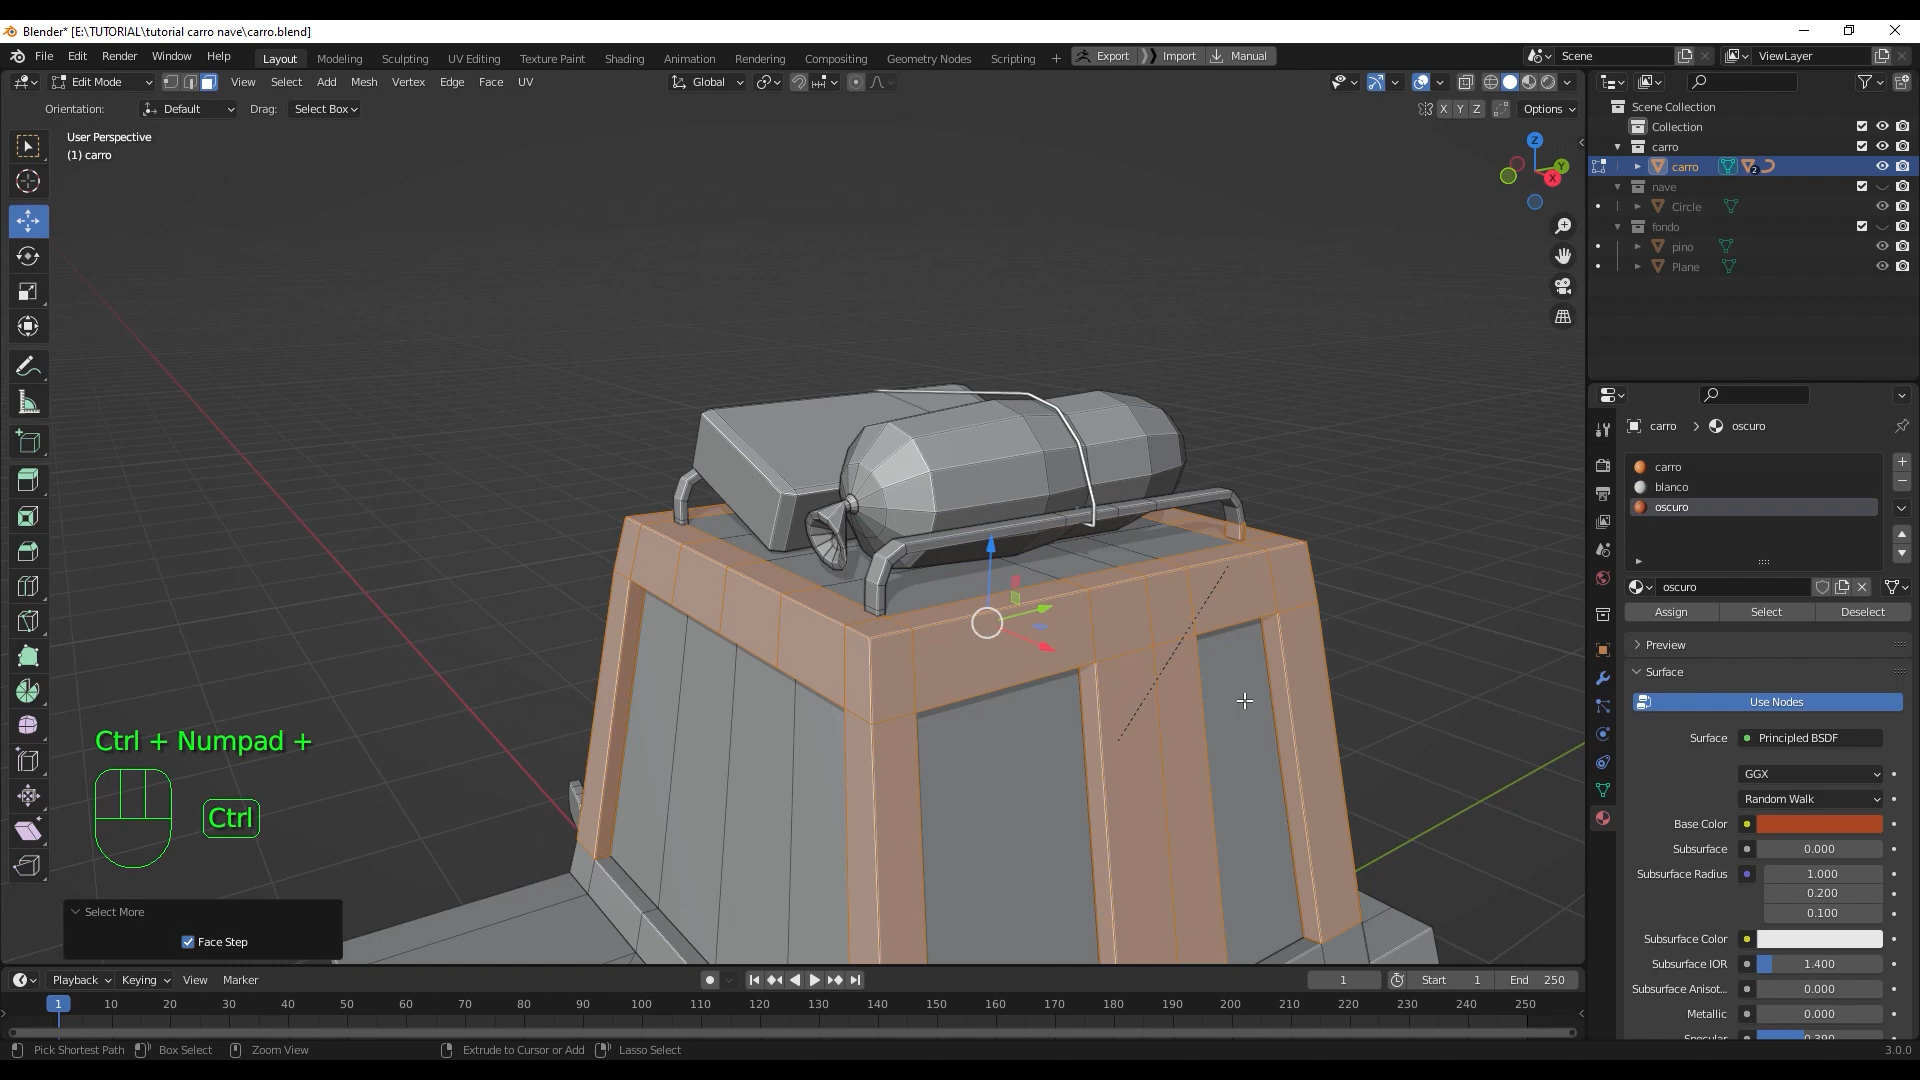 Blender* [E:\TUTORIAL\tutorial carro nave\carro.blend]
File Edit Render Window Help Layout Modeling Sculpting UV Editing Texture Paint Shading Animation Rendering Compositing Geometry Nodes Scripting + Export Import Manual Scene ViewLayer
Edit Mode View Select Add Mesh Vertex Edge Face UV Global
Orientation: Default Drag: Select Box X Y Z Options
User Perspective
(1) carro
Z
Y
X
Scene Collection
Collection
carro
carro 2
nave
Circle
fondo
pino
Plane
carro > oscuro
carro
blanco
oscuro
oscuro
Assign Select Deselect
Preview
Surface
Use Nodes
Surface Principled BSDF
GGX
Random Walk
Base Color
Subsurface 0.000
Subsurface Radius 1.000
0.200
0.100
Subsurface Color
Subsurface IOR 1.400
Subsurface Anisot... 0.000
Metallic 0.000
Specular 0.390
Ctrl + Numpad +
Ctrl
Select More
Face Step
Playback Keying View Marker 1 Start 1 End 250
1 10 20 30 40 50 60 70 80 90 100 110 120 130 140 150 160 170 180 190 200 210 220 230 240 250
Pick Shortest Path Box Select Zoom View Extrude to Cursor or Add Lasso Select 3.0.0